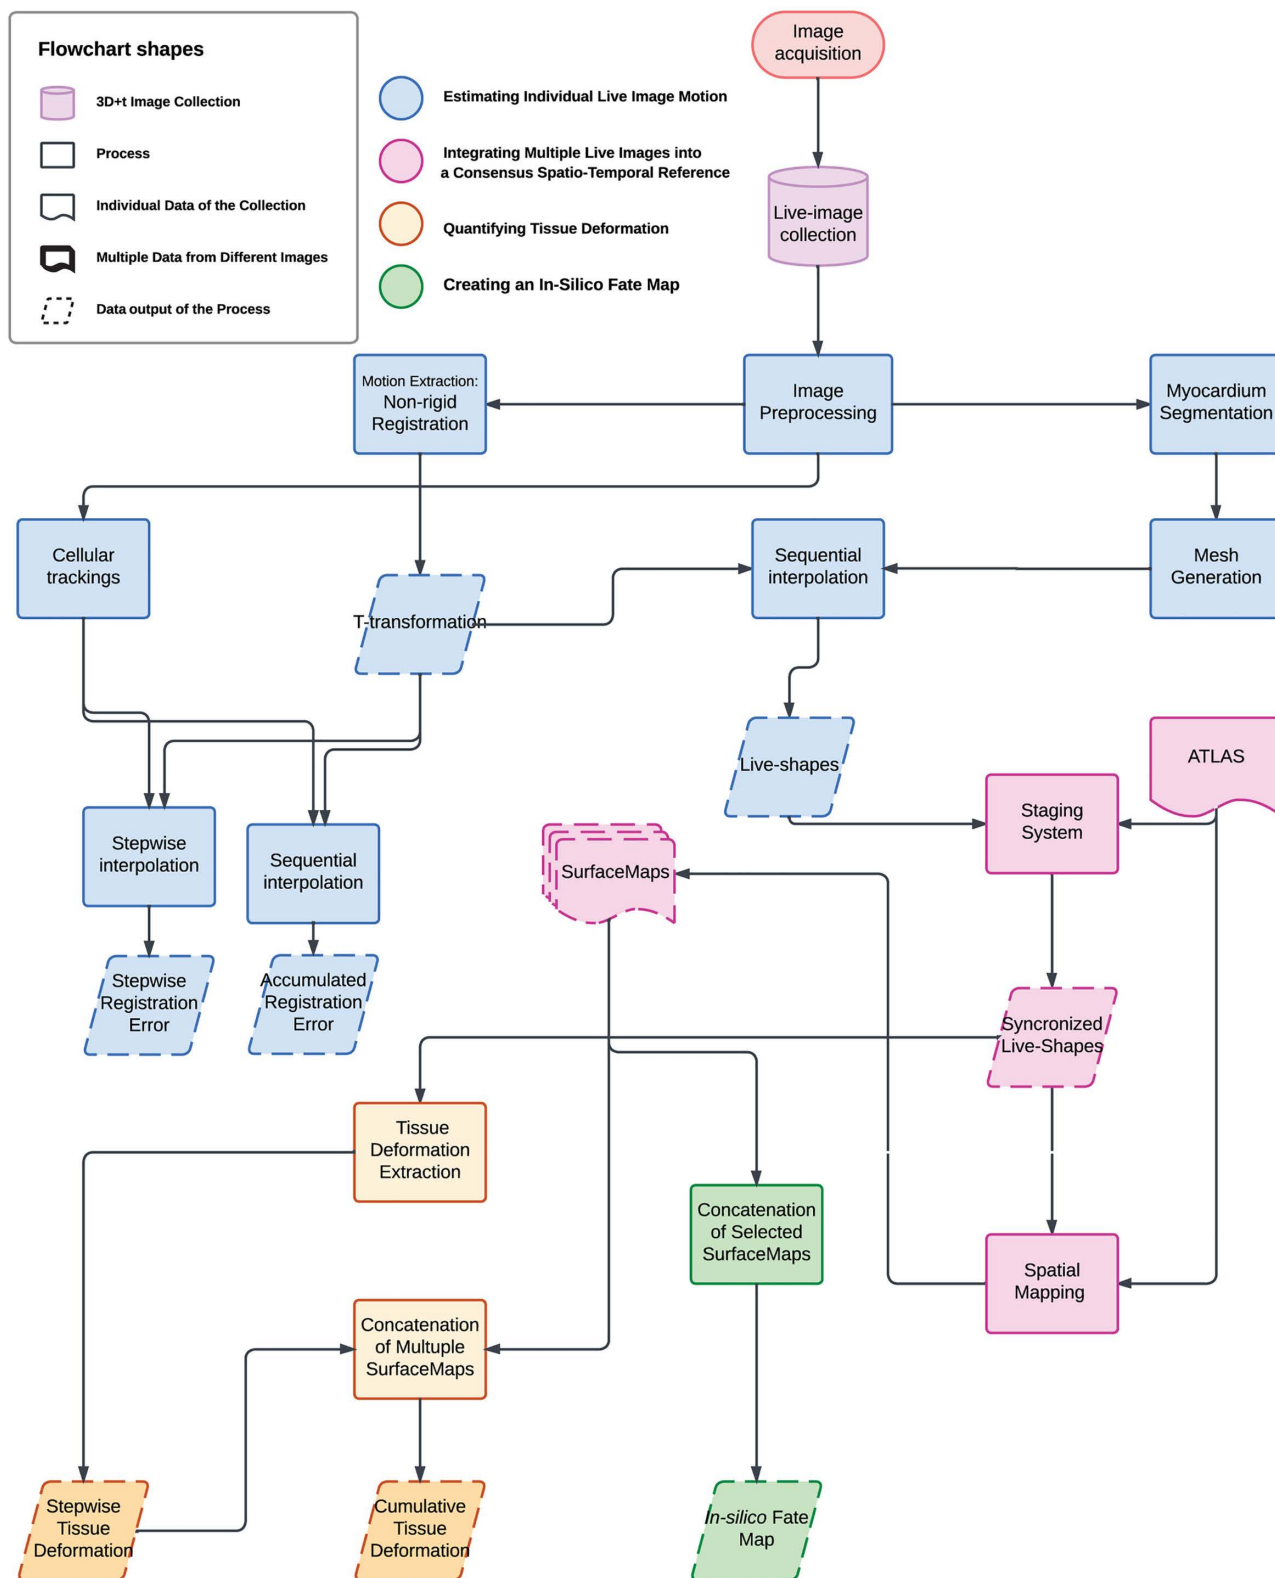 Flowchart shapes
3D+t Image Collection
Process
Individual Data of the Collection
Multiple Data from Different Images
Data output of the Process
Estimating Individual Live Image Motion
Integrating Multiple Live Images into
a Consensus Spatio-Temporal Reference
Quantifying Tissue Deformation
Creating an In-Silico Fate Map
Image
acquisition
Live-image
collection
Motion Extraction:
Non-rigid
Registration
Image
Preprocessing
Myocardium
Segmentation
Cellular
trackings
T-transformation
Sequential
interpolation
Mesh
Generation
Live-shapes
ATLAS
Staging
System
Stepwise
interpolation
Sequential
interpolation
SurfaceMaps
Stepwise
Registration
Error
Accumulated
Registration
Error
Syncronized
Live-Shapes
Tissue
Deformation
Extraction
Concatenation
of Selected
SurfaceMaps
Spatial
Mapping
Concatenation
of Multuple
SurfaceMaps
Stepwise
Tissue
Deformation
Cumulative
Tissue
Deformation
In-silico Fate
Map